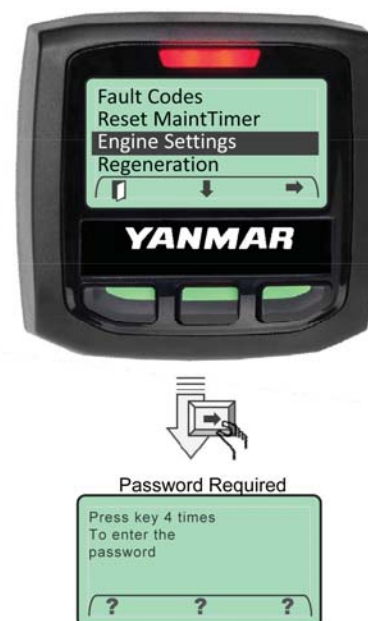 Fault Codes
Reset MaintTimer
Engine Settings
Regeneration
YANMAR
Password Required
Press key 4 times
To enter the
password
? ? ?